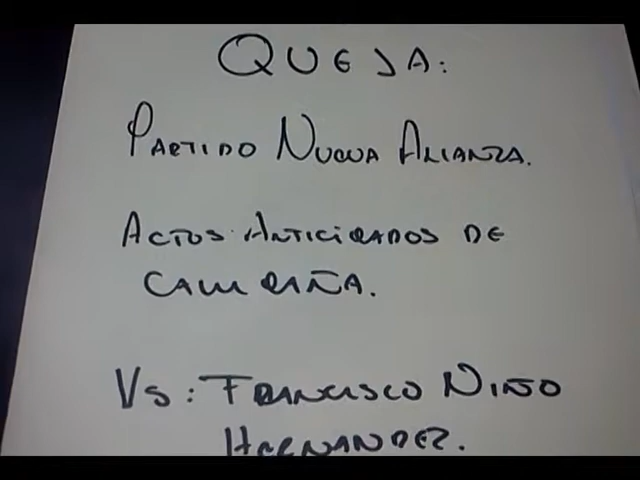 QUEJA:
PARTIDO NUEVA ALIANZA.
ACTOS ANTICIPADOS DE
CAMPAÑA.
Vs: FRANCISCO NIÑO
HERNANDEZ.